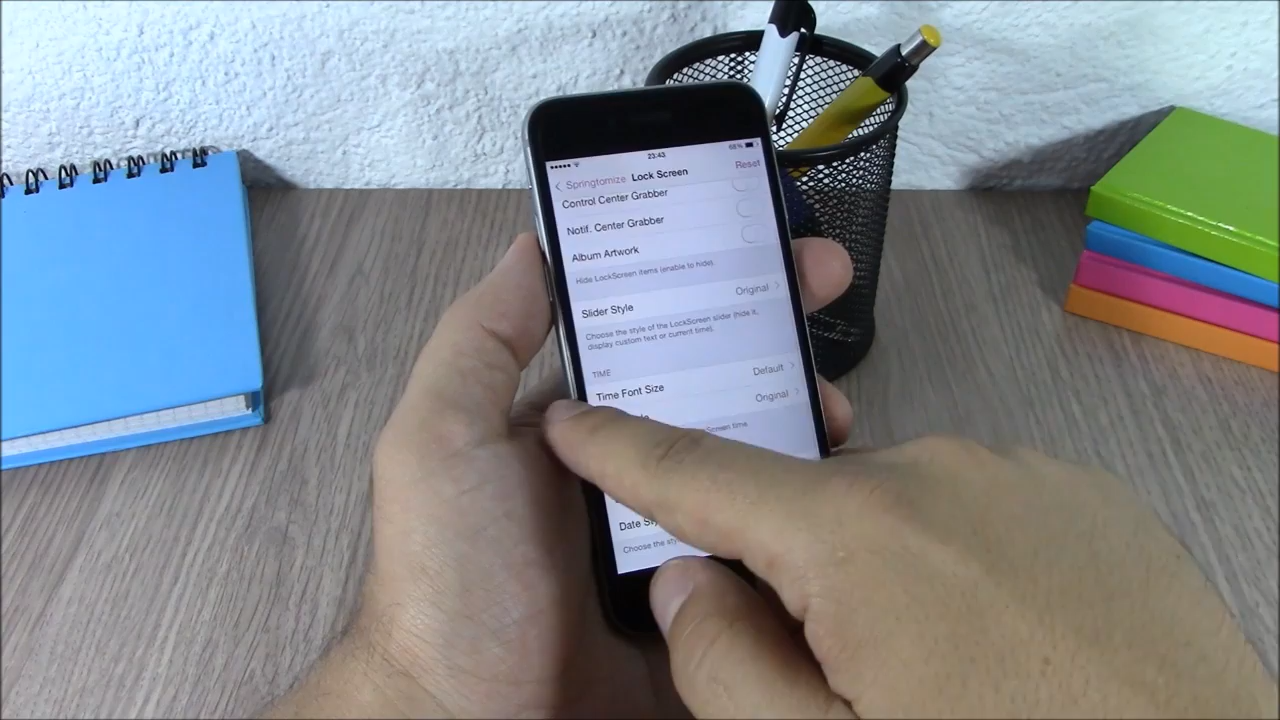 23:43
68%
Springtomize Lock Screen Reset
Control Center Grabber
Notif. Center Grabber
Album Artwork
Hide LockScreen items (enable to hide).
Slider Style Original
Choose the style of the LockScreen slider (hide it,
display custom text or current time).
TIME
Time Font Size Default
Original
time
Date
Choose the